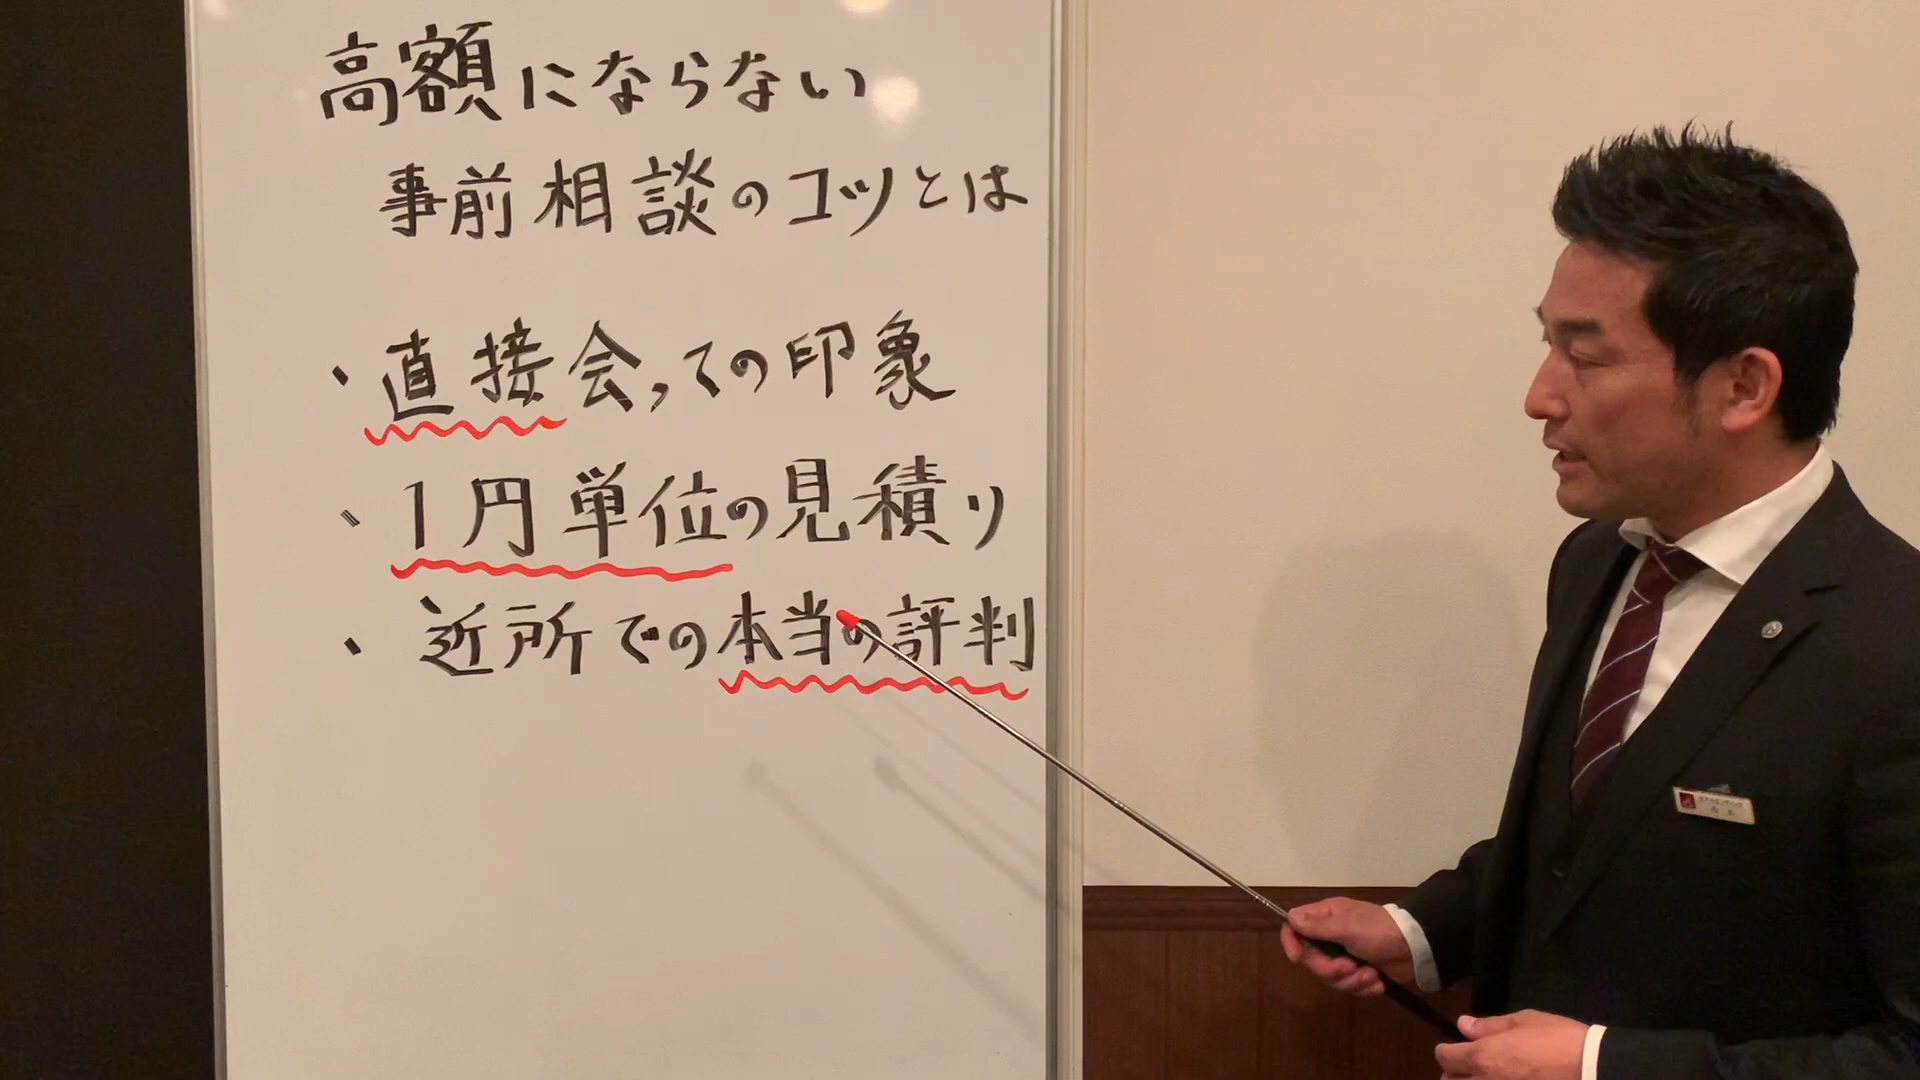 高額にならない
事前相談のコツとは
・直接会っての印象
・1円単位の見積り
・近所での本当の評判